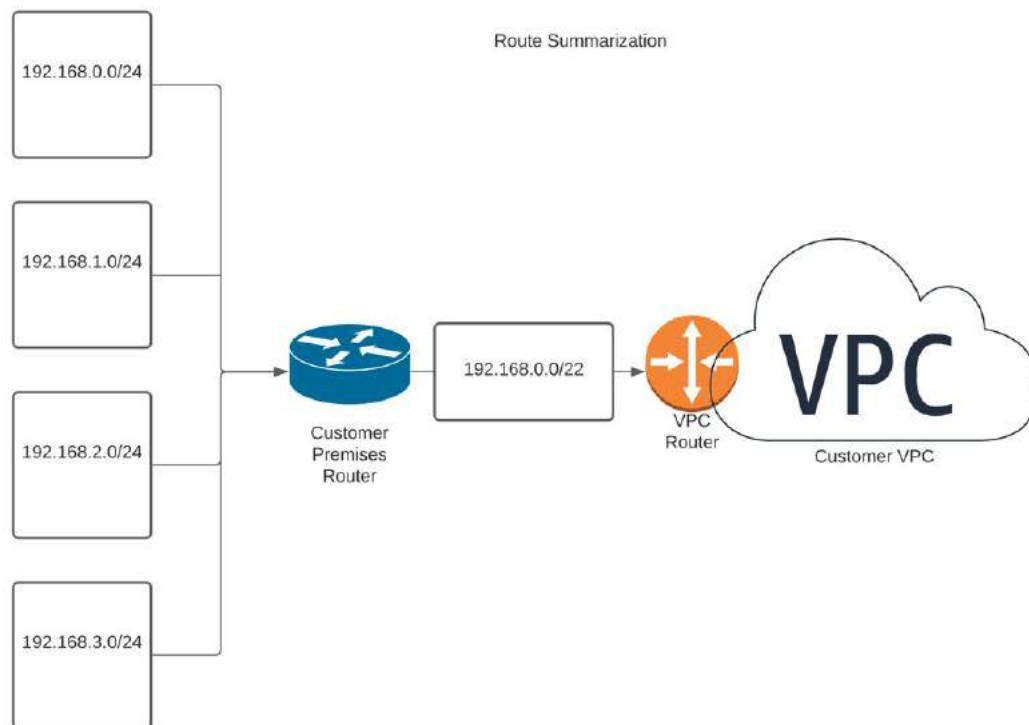 Route Summarization
192.168.0.0/24
192.168.1.0/24
192.168.2.0/24
192.168.3.0/24
Customer
Premises
Router
192.168.0.0/22
VPC
Router
VPC
Customer VPC